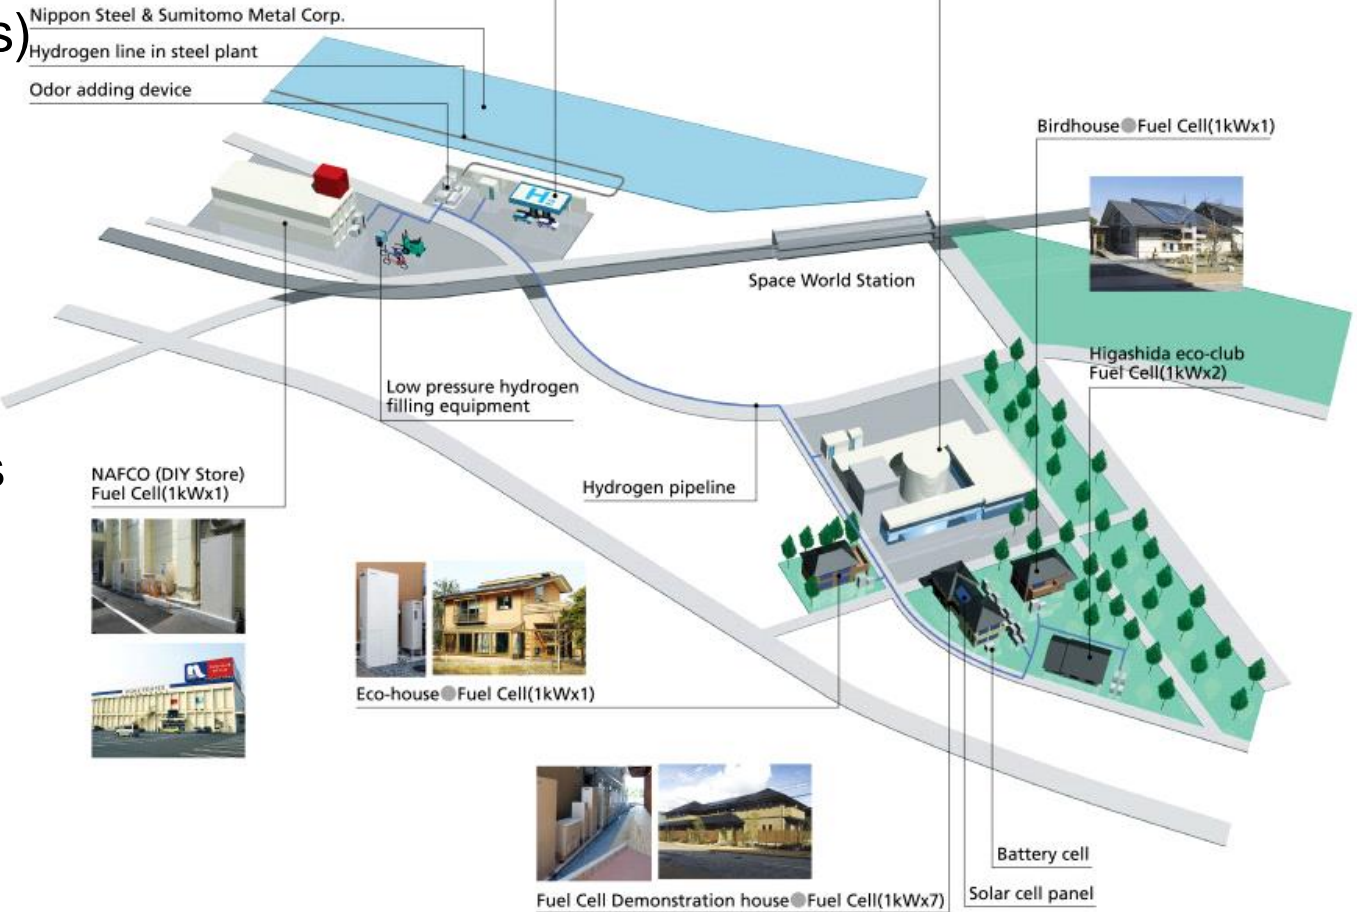 s)
Nippon Steel & Sumitomo Metal Corp.
Hydrogen line in steel plant
Odor adding device
Birdhouse●Fuel Cell(1kWx1)
H₂
Space World Station
Higashida eco-club
Fuel Cell(1kWx2)
Low pressure hydrogen
filling equipment
s
NAFCO (DIY Store)
Fuel Cell(1kWx1)
Hydrogen pipeline
Eco-house●Fuel Cell(1kWx1)
Battery cell
Solar cell panel
Fuel Cell Demonstration house●Fuel Cell(1kWx7)